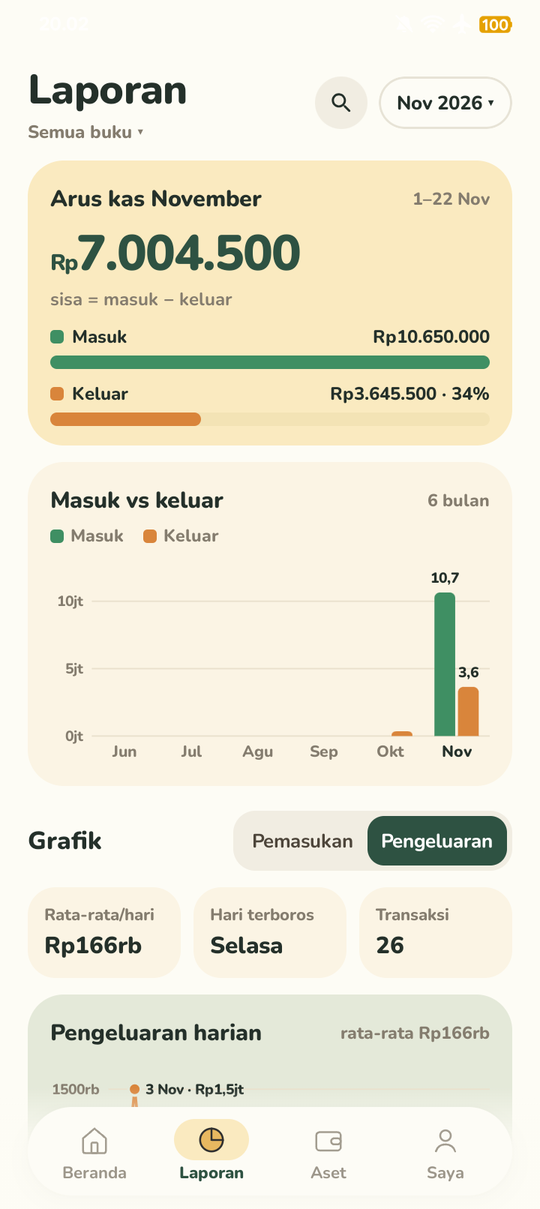 100
Laporan
Semua buku ▾
Nov 2026 ▾
Arus kas November
1–22 Nov
Rp7.004.500
sisa = masuk − keluar
Masuk
Rp10.650.000
Keluar
Rp3.645.500 · 34%
Masuk vs keluar
6 bulan
Masuk
Keluar
10,7
10jt
5jt
3,6
0jt
Jun
Jul
Agu
Sep
Okt
Nov
Grafik
Pemasukan
Pengeluaran
Rata-rata/hari
Rp166rb
Hari terboros
Selasa
Transaksi
26
Pengeluaran harian
rata-rata Rp166rb
1500rb
3 Nov · Rp1,5jt
Beranda
Laporan
Aset
Saya